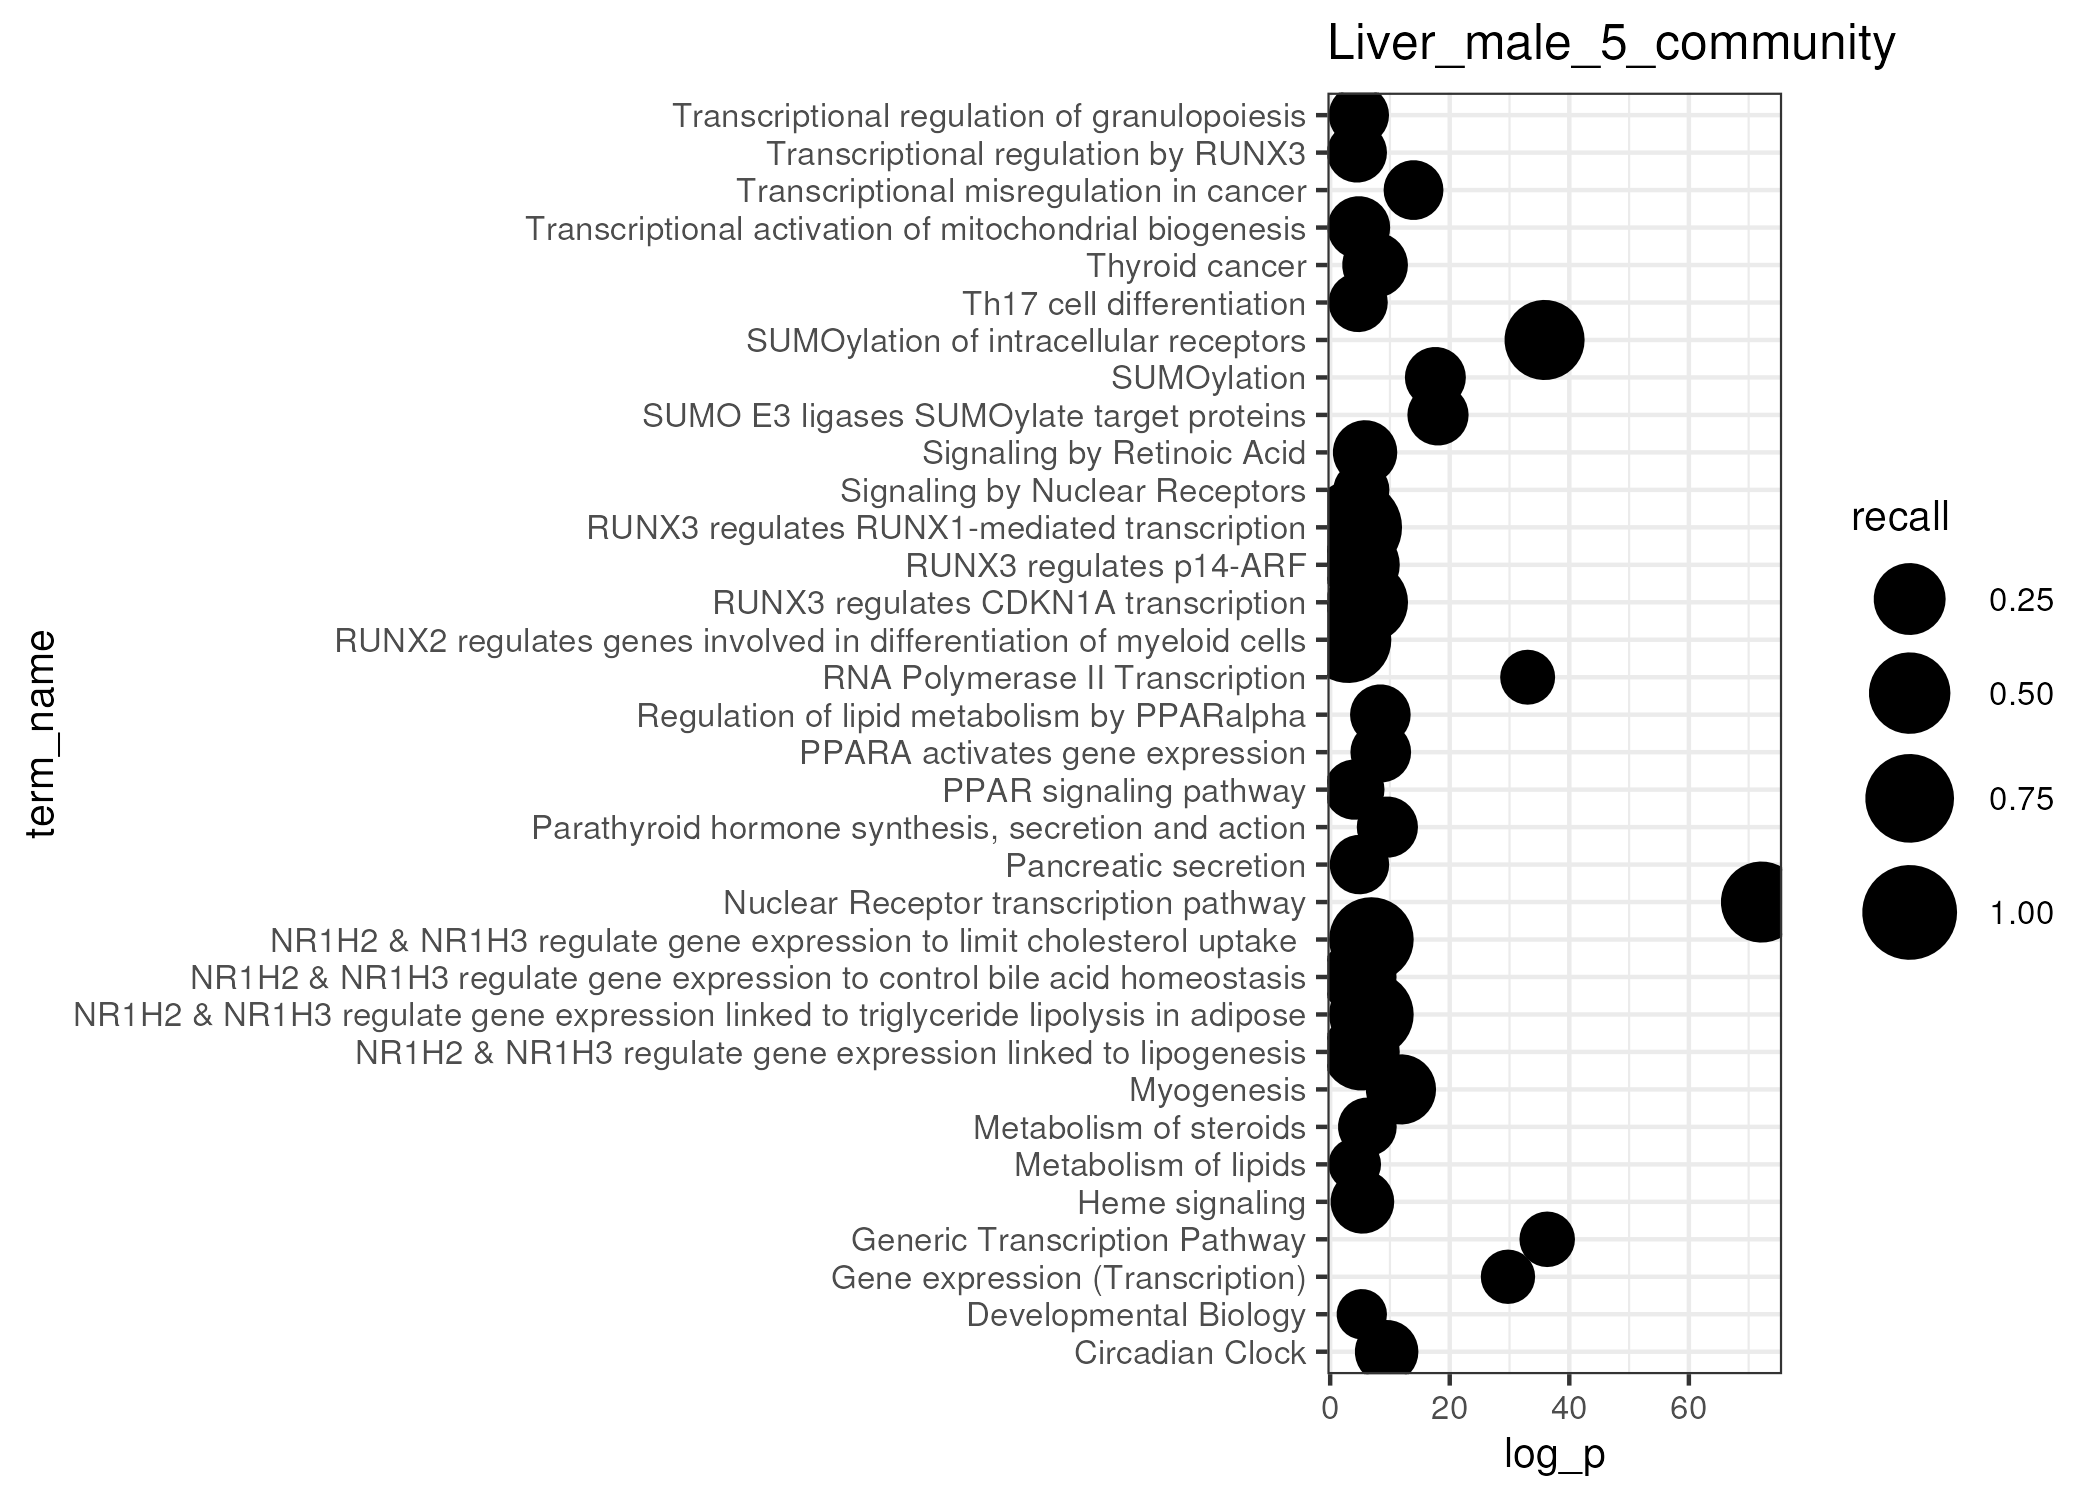 Liver_male_5_community
Transcriptional regulation of granulopoiesis
Transcriptional regulation by RUNX3
Transcriptional misregulation in cancer
Transcriptional activation of mitochondrial biogenesis
Thyroid cancer
Th17 cell differentiation
SUMOylation of intracellular receptors
SUMOylation
SUMO E3 ligases SUMOylate target proteins
Signaling by Retinoic Acid
Signaling by Nuclear Receptors
RUNX3 regulates RUNX1-mediated transcription
RUNX3 regulates p14-ARF
RUNX3 regulates CDKN1A transcription
RUNX2 regulates genes involved in differentiation of myeloid cells
RNA Polymerase II Transcription
Regulation of lipid metabolism by PPARalpha
PPARA activates gene expression
PPAR signaling pathway
Parathyroid hormone synthesis, secretion and action
Pancreatic secretion
Nuclear Receptor transcription pathway
NR1H2 & NR1H3 regulate gene expression to limit cholesterol uptake
NR1H2 & NR1H3 regulate gene expression to control bile acid homeostasis
NR1H2 & NR1H3 regulate gene expression linked to triglyceride lipolysis in adipose
NR1H2 & NR1H3 regulate gene expression linked to lipogenesis
Myogenesis
Metabolism of steroids
Metabolism of lipids
Heme signaling
Generic Transcription Pathway
Gene expression (Transcription)
Developmental Biology
Circadian Clock
term_name
0 20 40 60
log_p
recall
0.25
0.50
0.75
1.00